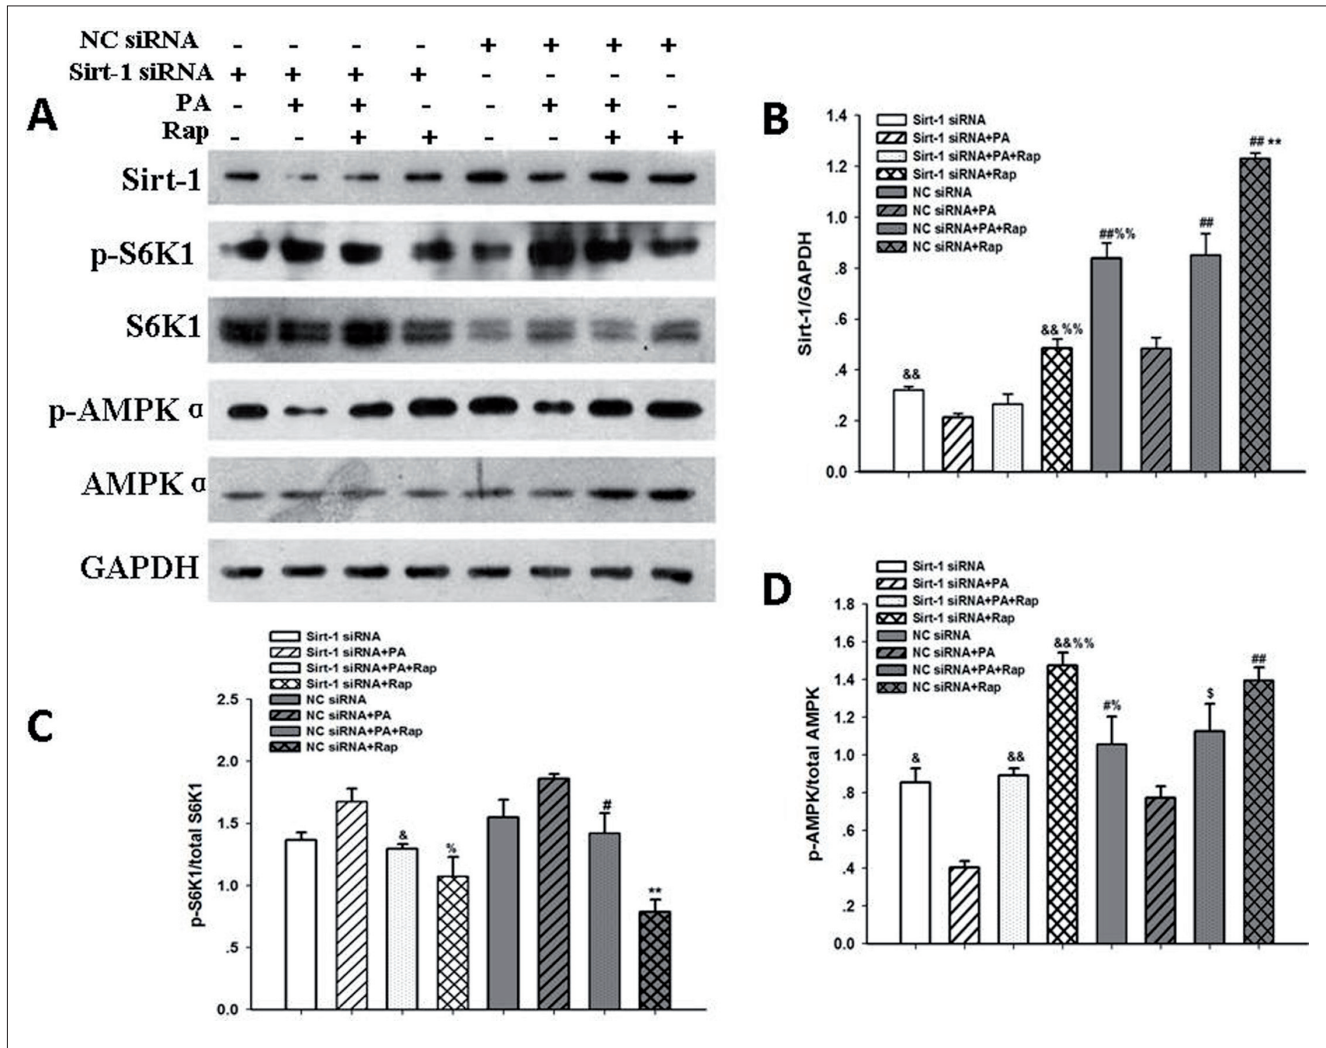 A
NC siRNA - - - - + + + +
Sirt-1 siRNA + + + + - - - -
PA - + + - - + + -
Rap - - + + - - + +
Sirt-1
p-S6K1
S6K1
p-AMPK α
AMPK α
GAPDH
B
Sirt-1 siRNA
Sirt-1 siRNA+PA
Sirt-1 siRNA+PA+Rap
Sirt-1 siRNA+Rap
NC siRNA
NC siRNA+PA
NC siRNA+PA+Rap
NC siRNA+Rap
Sirt-1/GAPDH
1.4
1.2
1.0
.8
.6
.4
.2
0.0
&&
&&%%
##%%
##
## **
C
Sirt-1 siRNA
Sirt-1 siRNA+PA
Sirt-1 siRNA+PA+Rap
Sirt-1 siRNA+Rap
NC siRNA
NC siRNA+PA
NC siRNA+PA+Rap
NC siRNA+Rap
p-S6K1/total S6K1
2.5
2.0
1.5
1.0
.5
0.0
&
%
#
**
D
Sirt-1 siRNA
Sirt-1 siRNA+PA
Sirt-1 siRNA+PA+Rap
Sirt-1 siRNA+Rap
NC siRNA
NC siRNA+PA
NC siRNA+PA+Rap
NC siRNA+Rap
p-AMPK/total AMPK
1.8
1.6
1.4
1.2
1.0
.8
.6
.4
.2
0.0
&
&&
&&%%
#%
$
##